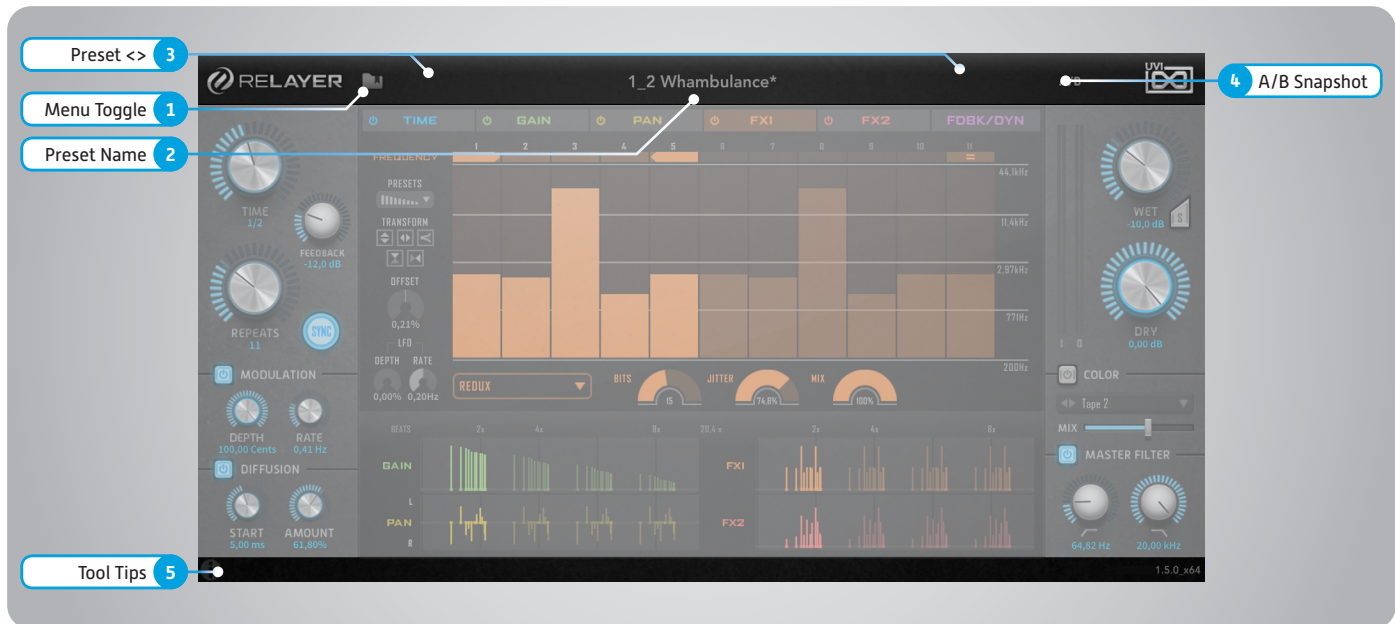 Preset <> 3
Menu Toggle 1
Preset Name 2
4 A/B Snapshot
Tool Tips 5
RELAYER
1_2 Whambulance*
UVI
TIME
1/2
FEEDBACK
-12,0 dB
REPEATS
11
SYNC
MODULATION
DEPTH
100,00 Cents
RATE
0,41 Hz
DIFFUSION
START
5,00 ms
AMOUNT
61,80%
TIME GAIN PAN FX1 FX2 FDBK/DYN
FREQUENCY
1 2 3 4 5 6 7 8 9 10 11
PRESETS
TRANSFORM
OFFSET
0,21%
LFO
DEPTH RATE
0,00% 0,20Hz
44,1kHz
11,4kHz
2,97kHz
771Hz
200Hz
REDUX
BITS
15
JITTER
74,8%
MIX
100%
BEATS 2x 4x 8x 20.4 s 2x 4x 8x
GAIN
L
PAN
R
FX1
FX2
WET
-10,0 dB
S
DRY
0,00 dB
I O
COLOR
Tape 2
MIX
MASTER FILTER
64,82 Hz
20,00 kHz
1.5.0_x64